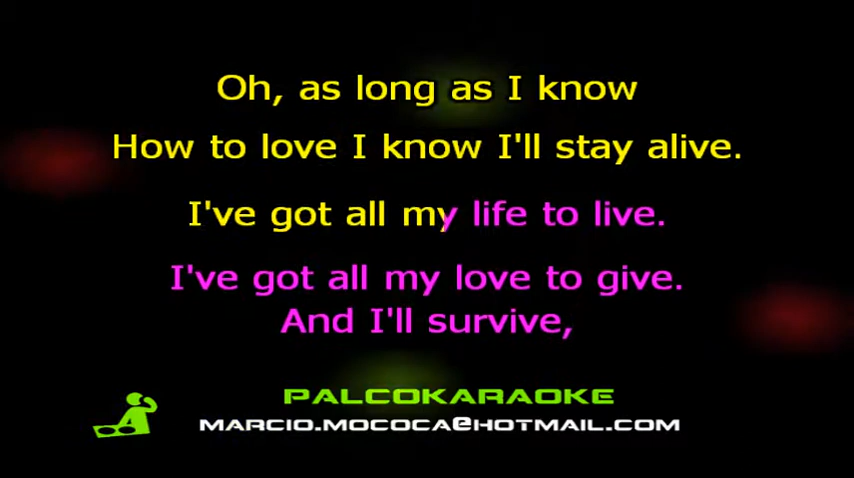 Oh, as long as I know
How to love I know I'll stay alive.
I've got all my life to live.
I've got all my love to give.
And I'll survive,
PALCOKARAOKE
MARCIO.MOCOCA@HOTMAIL.COM